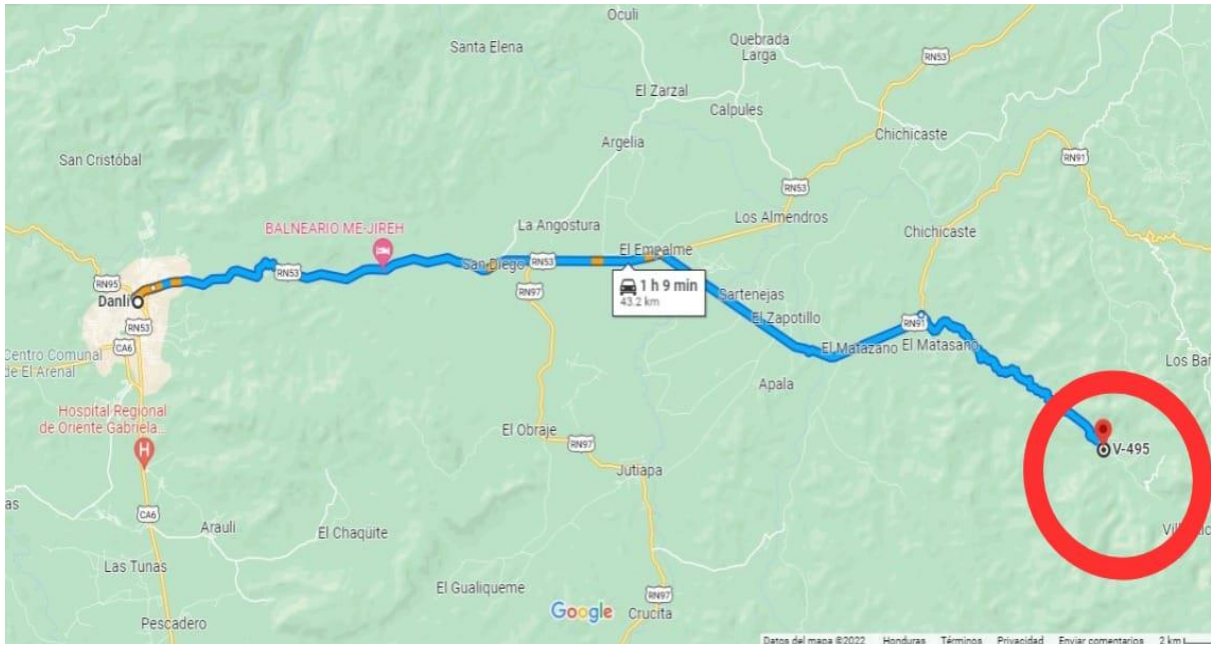 Oculi
Quebrada
Larga
Santa Elena
RN53
El Zarzal
Calpules
Chichicaste
Argelia
San Cristóbal
RN91
RN53
BALNEARIO ME-JIREH
La Angostura
Los Almendros
Chichicaste
El Empalme
San Diego
RN53
RN53
RN95
Danlí
RN97
1 h 9 min
43.2 km
Sartenejas
El Zapotillo
RN53
RN91
CA6
El Matazano
El Matasano
Centro Comunal
de El Arenal
Apala
Hospital Regional
de Oriente Gabriela...
El Obraje
RN97
V-495
Jutiapa
CA6
Arauli
El Chaqüite
Las Tunas
El Gualiqueme
RN97
Google
Crucita
Pescadero
Datos del mapa ©2022 Honduras Términos Privacidad Enviar comentarios 2 km